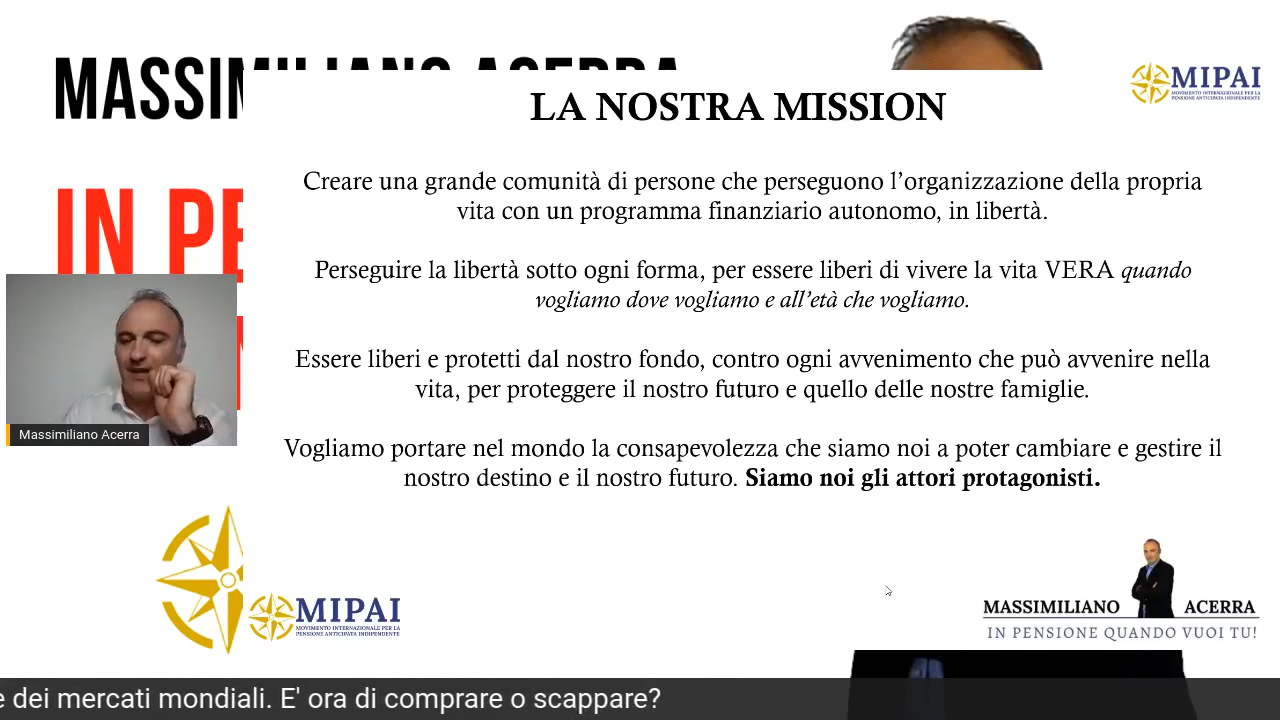 MASSIMILIANO ACERRA
MIPAI
MOVIMENTO INTERNAZIONALE PER LA
PENSIONE ANTICIPATA INDIPENDENTE
LA NOSTRA MISSION
Creare una grande comunità di persone che perseguono l’organizzazione della propria
vita con un programma finanziario autonomo, in libertà.
Perseguire la libertà sotto ogni forma, per essere liberi di vivere la vita VERA quando
vogliamo dove vogliamo e all’età che vogliamo.
Essere liberi e protetti dal nostro fondo, contro ogni avvenimento che può avvenire nella
vita, per proteggere il nostro futuro e quello delle nostre famiglie.
Vogliamo portare nel mondo la consapevolezza che siamo noi a poter cambiare e gestire il
nostro destino e il nostro futuro. Siamo noi gli attori protagonisti.
IN PE
Massimiliano Acerra
MIPAI
MOVIMENTO INTERNAZIONALE PER LA
PENSIONE ANTICIPATA INDIPENDENTE
MASSIMILIANO ACERRA
IN PENSIONE QUANDO VUOI TU!
e dei mercati mondiali. E' ora di comprare o scappare?